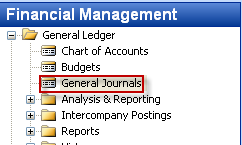 Financial Management
General Ledger
Chart of Accounts
Budgets
General Journals
Analysis & Reporting
Intercompany Postings
Reports